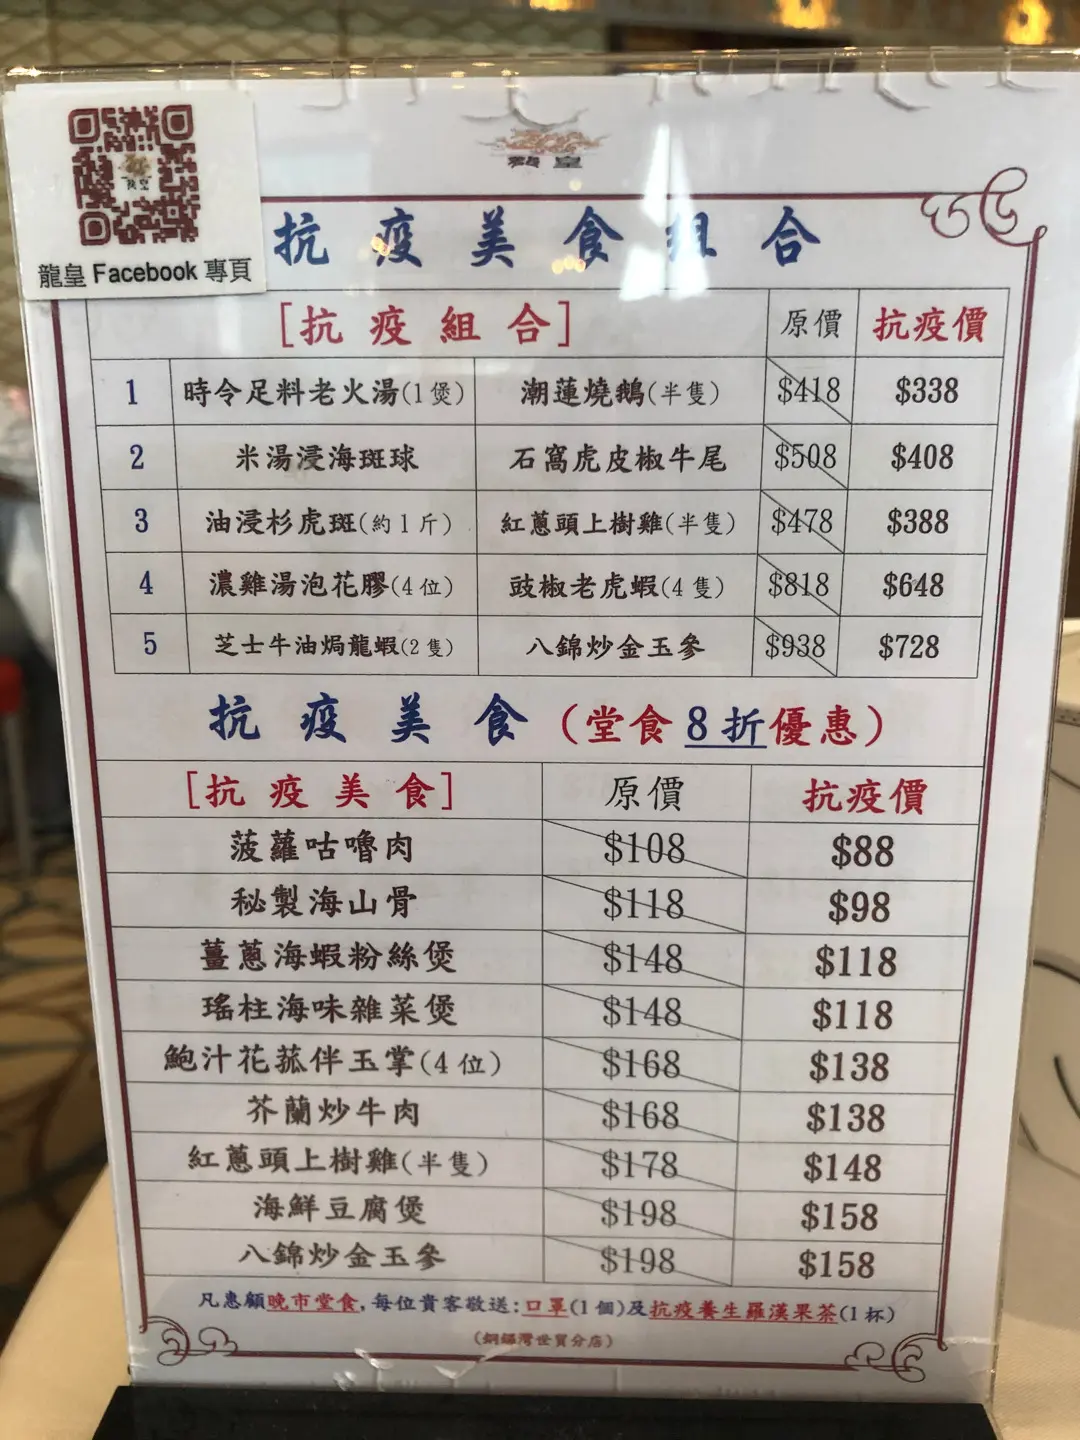 龍皇
龍皇 Facebook 專頁
抗疫美食組合
[抗疫組合] 原價 抗疫價
1 時令足料老火湯(1煲) 潮蓮燒鵝(半隻) $418 $338
2 米湯浸海斑球 石窩虎皮椒牛尾 $508 $408
3 油浸杉虎斑(約1斤) 紅蔥頭上樹雞(半隻) $478 $388
4 濃雞湯泡花膠(4位) 豉椒老虎蝦(4隻) $818 $648
5 芝士牛油焗龍蝦(2隻) 八錦炒金玉參 $938 $728
抗疫美食(堂食8折優惠)
[抗疫美食] 原價 抗疫價
菠蘿咕嚕肉 $108 $88
秘製海山骨 $118 $98
薑蔥海蝦粉絲煲 $148 $118
瑤柱海味雜菜煲 $148 $118
鮑汁花菰伴玉掌(4位) $168 $138
芥蘭炒牛肉 $168 $138
紅蔥頭上樹雞(半隻) $178 $148
海鮮豆腐煲 $198 $158
八錦炒金玉參 $198 $158
凡惠顧晚市堂食,每位貴客敬送:口罩(1個)及抗疫養生羅漢果茶(1杯)
(銅鑼灣世貿分店)